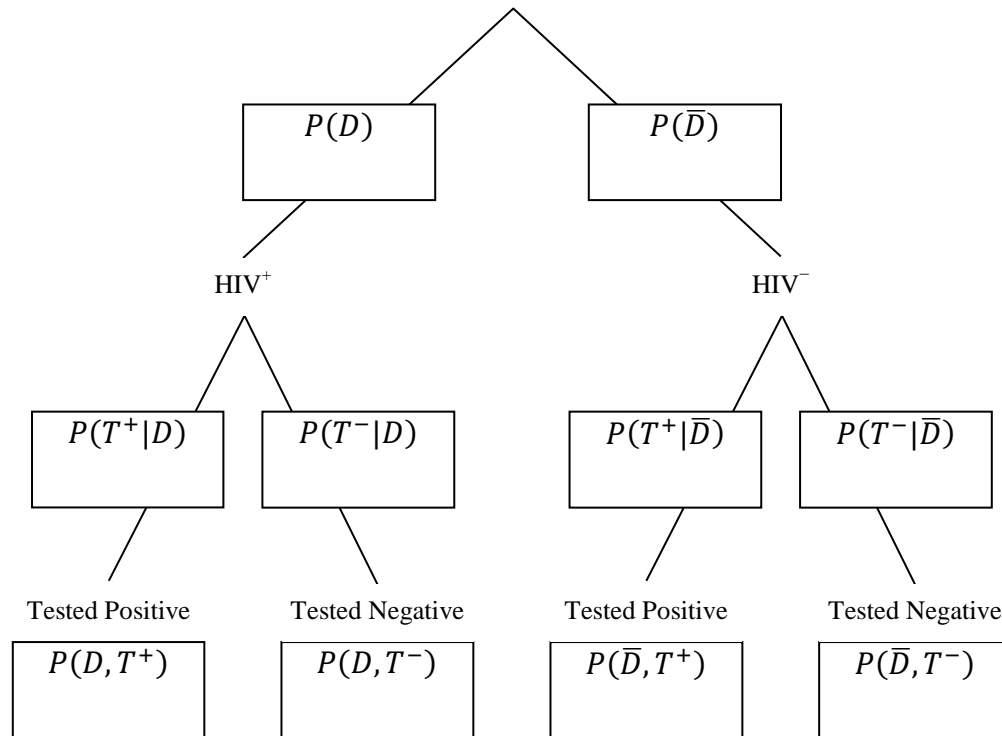 P(D) P(D̅)
HIV⁺ HIV⁻
P(T⁺|D) P(T⁻|D) P(T⁺|D̅) P(T⁻|D̅)
Tested Positive Tested Negative Tested Positive Tested Negative
P(D, T⁺) P(D, T⁻) P(D̅, T⁺) P(D̅, T⁻)